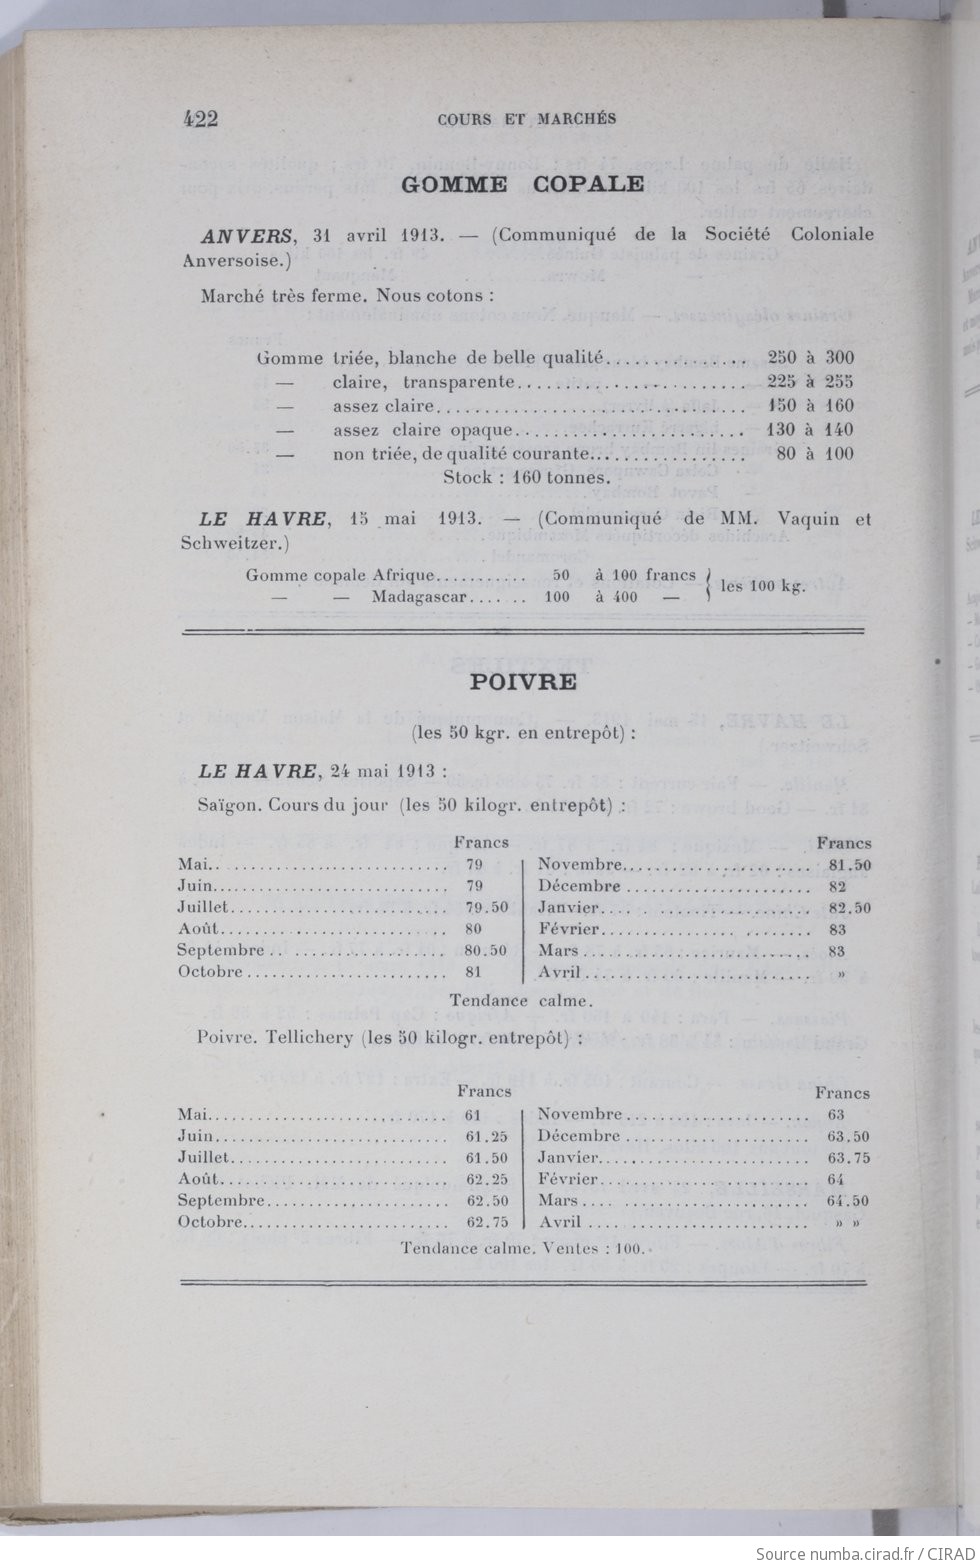 422 COURS ET MARCHÉS
GOMME COPALE
ANVERS, 31 avril 1913. — (Communiqué de la Société Coloniale
Anversoise.)
Marché très ferme. Nous cotons :
Gomme triée, blanche de belle qualité............... 250 à 300
— claire, transparente........................ 225 à 255
— assez claire................................ 150 à 160
— assez claire opaque........................ 130 à 140
— non triée, de qualité courante................ 80 à 100
Stock : 160 tonnes.
LE HAVRE, 15 mai 1913. — (Communiqué de MM. Vaquin et
Schweitzer.)
Gomme copale Afrique........... 50 à 100 francs } les 100 kg.
— — Madagascar....... 100 à 400 —
POIVRE
(les 50 kgr. en entrepôt) :
LE HAVRE, 24 mai 1913 :
Saïgon. Cours du jour (les 50 kilogr. entrepôt) :
Francs Francs
Mai........................... 79 Novembre..................... 81.50
Juin.......................... 79 Décembre ..................... 82
Juillet........................ 79.50 Janvier....................... 82.50
Août.......................... 80 Février....................... 83
Septembre .................... 80.50 Mars ......................... 83
Octobre ....................... 81 Avril......................... »
Tendance calme.
Poivre. Tellichery (les 50 kilogr. entrepôt) :
Francs Francs
Mai........................... 61 Novembre ..................... 63
Juin.......................... 61.25 Décembre ..................... 63.50
Juillet........................ 61.50 Janvier....................... 63.75
Août.......................... 62.25 Février....................... 64
Septembre.................... 62.50 Mars ......................... 64.50
Octobre....................... 62.75 Avril ......................... » »
Tendance calme. Ventes : 100.
Source numba.cirad.fr / CIRAD